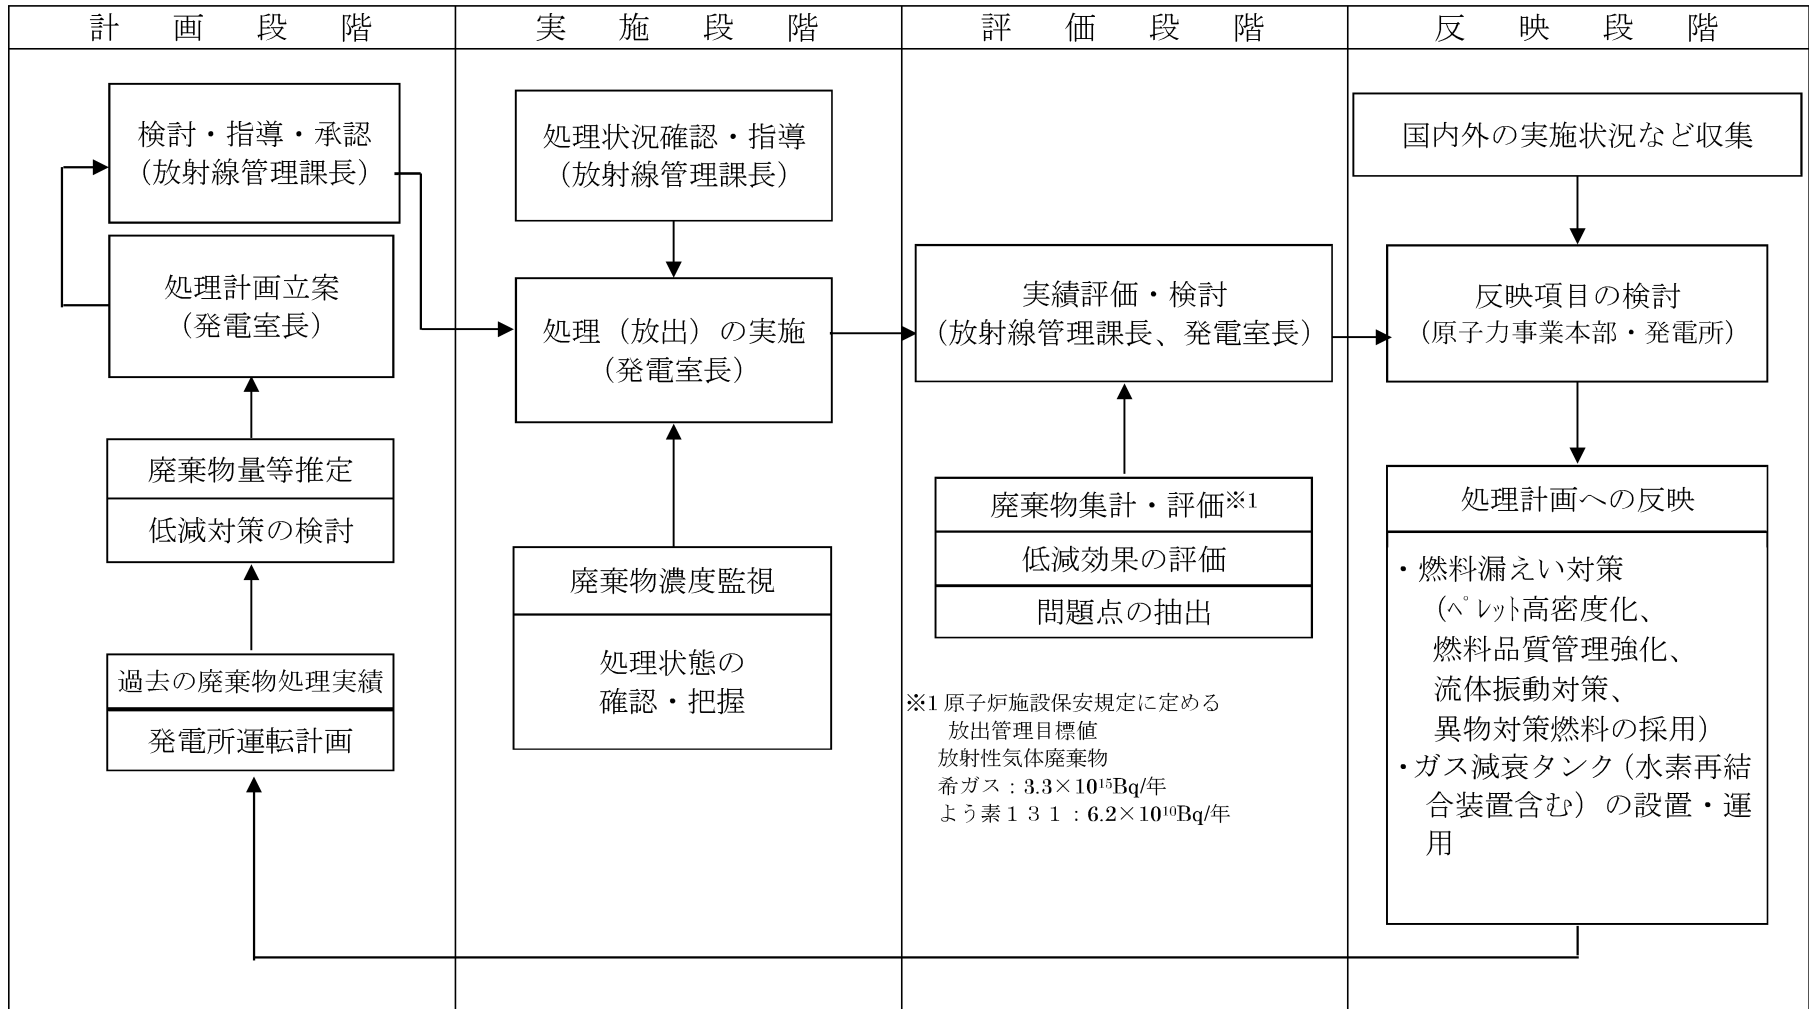 計画段階
実施段階
評価段階
反映段階
検討・指導・承認
(放射線管理課長)
処理計画立案
(発電室長)
廃棄物量等推定
低減対策の検討
過去の廃棄物処理実績
発電所運転計画
処理状況確認・指導
(放射線管理課長)
処理（放出）の実施
(発電室長)
廃棄物濃度監視
処理状態の
確認・把握
実績評価・検討
(放射線管理課長、発電室長)
廃棄物集計・評価※1
低減効果の評価
問題点の抽出
※1 原子炉施設保安規定に定める
放出管理目標値
放射性気体廃棄物
希ガス：3.3×10¹⁵Bq/年
よう素１３１：6.2×10¹⁰Bq/年
国内外の実施状況など収集
反映項目の検討
(原子力事業本部・発電所)
処理計画への反映
・燃料漏えい対策
(ﾍﾟﾚｯﾄ高密度化、
燃料品質管理強化、
流体振動対策、
異物対策燃料の採用)
・ガス減衰タンク（水素再結
合装置含む）の設置・運
用